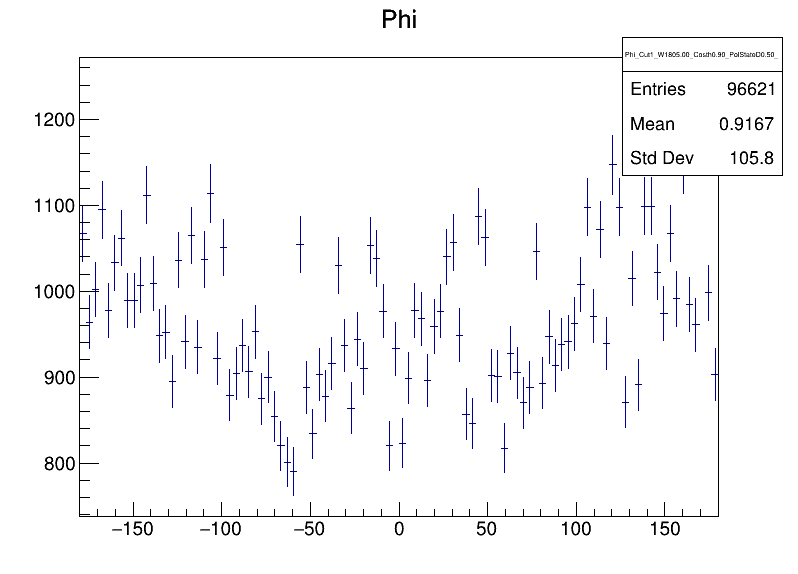 Phi
Phi_Cut1_W1805.00_Costh0.90_PolStateD0.50_
Entries 96621
Mean 0.9167
Std Dev 105.8
1200
1100
1000
900
800
−150 −100 −50 0 50 100 150